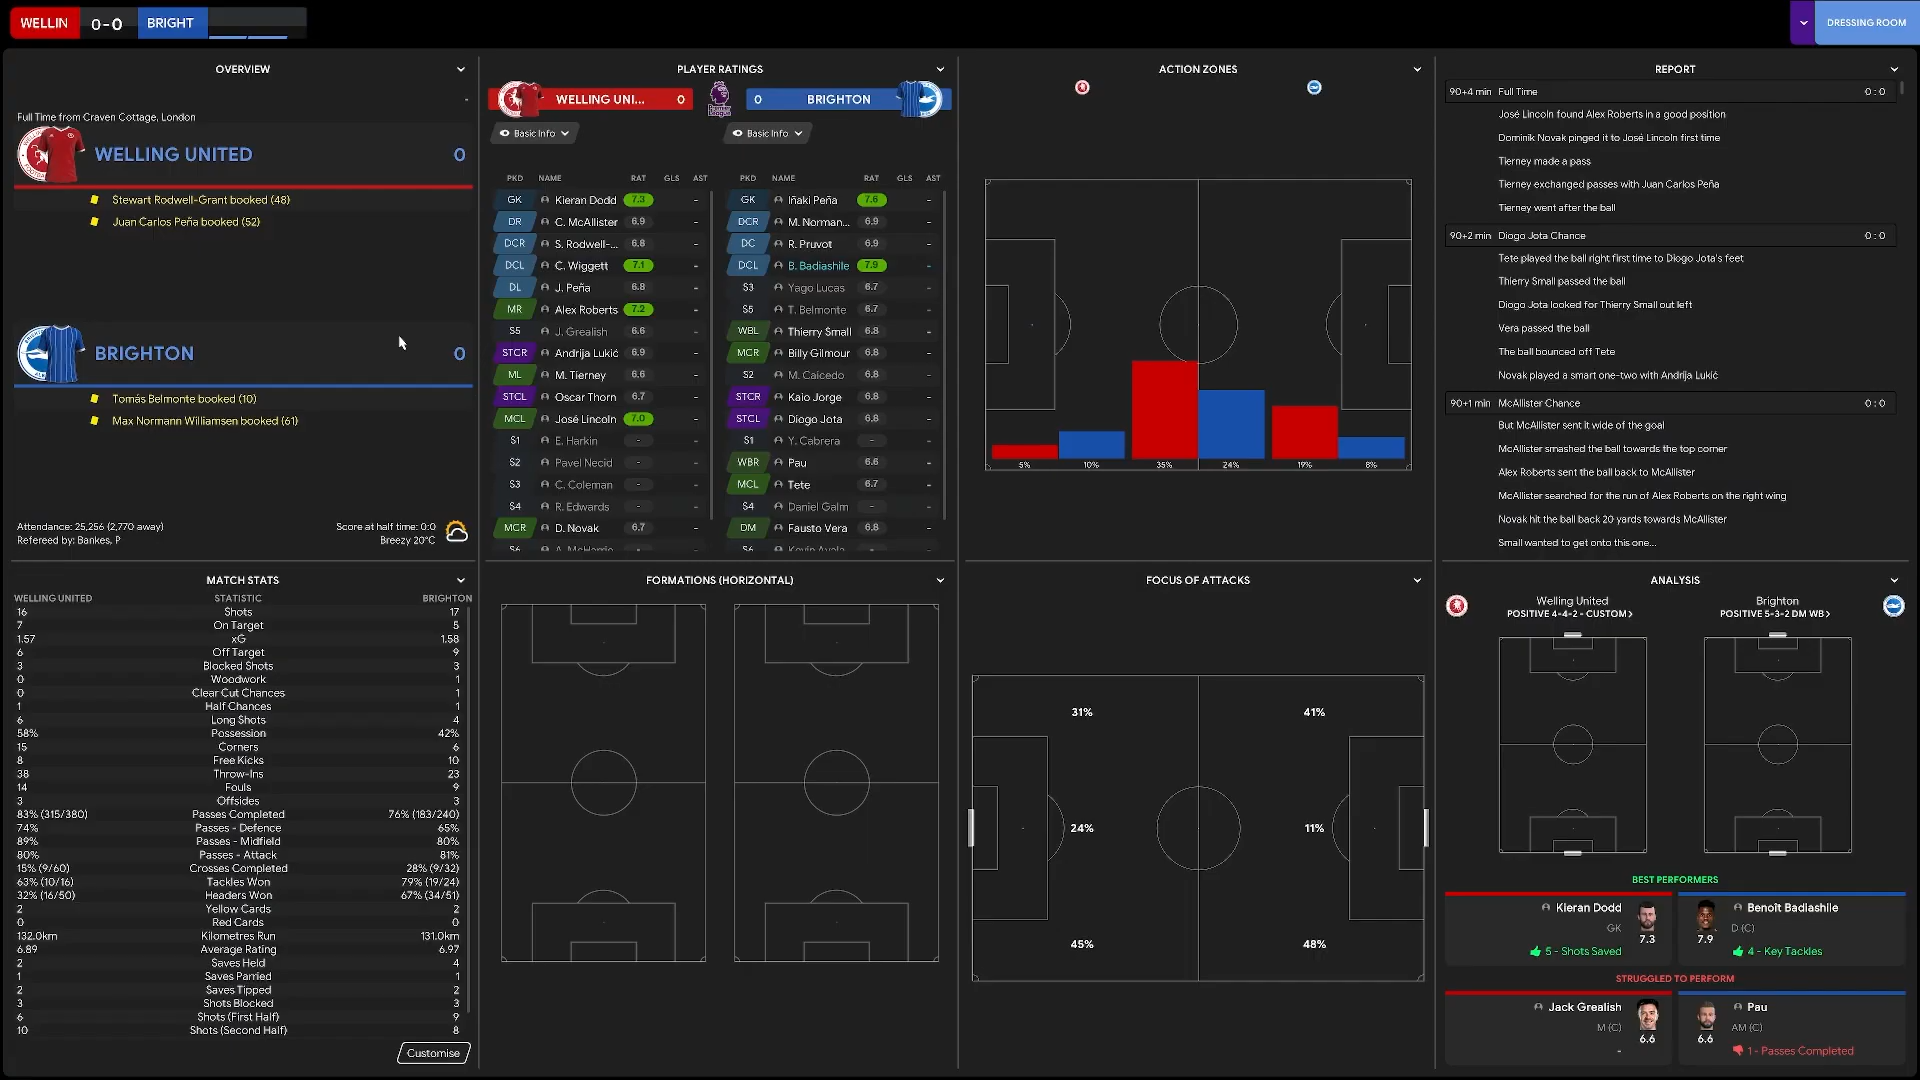 WELLIN 0-0 BRIGHT
DRESSING ROOM
OVERVIEW
-
Full Time from Craven Cottage, London
WELLING UNITED 0
Stewart Rodwell-Grant booked (48)
Juan Carlos Peña booked (52)
BRIGHTON 0
Tomás Belmonte booked (10)
Max Normann Williamsen booked (61)
Attendance: 25,256 (2,770 away)
Refereed by: Bankes, P
Score at half time: 0:0
Breezy 20°C
PLAYER RATINGS
WELLING UNI... 0
0 BRIGHTON
Basic Info
Basic Info
PKD NAME RAT GLS AST
GK Kieran Dodd 7.3 -
DR C. McAllister 6.9 -
DCR S. Rodwell-... 6.8 -
DCL C. Wiggett 7.1 -
DL J. Peña 6.8 -
MR Alex Roberts 7.2 -
S5 J. Grealish 6.6 -
STCR Andrija Lukić 6.9 -
ML M. Tierney 6.6 -
STCL Oscar Thorn 6.7 -
MCL José Lincoln 7.0 -
S1 E. Harkin - -
S2 Pavel Necid - -
S3 C. Coleman - -
S4 R. Edwards - -
MCR D. Novak 6.7 -
PKD NAME RAT GLS AST
GK Iñaki Peña 7.6 -
DCR M. Norman... 6.9 -
DC R. Pruvot 6.9 -
DCL B. Badiashile 7.9 -
S3 Yago Lucas 6.7 -
S5 T. Belmonte 6.7 -
WBL Thierry Small 6.8 -
MCR Billy Gilmour 6.8 -
S2 M. Caicedo 6.8 -
STCR Kaio Jorge 6.8 -
STCL Diogo Jota 6.8 -
S1 Y. Cabrera - -
WBR Pau 6.6 -
MCL Tete 6.7 -
S4 Daniel Galm - -
DM Fausto Vera 6.8 -
ACTION ZONES
5% 10% 35% 24% 19% 8%
REPORT
90+4 min Full Time 0 : 0
José Lincoln found Alex Roberts in a good position
Dominik Novak pinged it to José Lincoln first time
Tierney made a pass
Tierney exchanged passes with Juan Carlos Peña
Tierney went after the ball
90+2 min Diogo Jota Chance 0 : 0
Tete played the ball right first time to Diogo Jota's feet
Thierry Small passed the ball
Diogo Jota looked for Thierry Small out left
Vera passed the ball
The ball bounced off Tete
Novak played a smart one-two with Andrija Lukić
90+1 min McAllister Chance 0 : 0
But McAllister sent it wide of the goal
McAllister smashed the ball towards the top corner
Alex Roberts sent the ball back to McAllister
McAllister searched for the run of Alex Roberts on the right wing
Novak hit the ball back 20 yards towards McAllister
Small wanted to get onto this one...
MATCH STATS
WELLING UNITED STATISTIC BRIGHTON
16 Shots 17
7 On Target 5
1.57 xG 1.58
6 Off Target 9
3 Blocked Shots 3
0 Woodwork 1
0 Clear Cut Chances 1
1 Half Chances 1
6 Long Shots 4
58% Possession 42%
15 Corners 6
8 Free Kicks 10
38 Throw-Ins 23
14 Fouls 9
3 Offsides 3
83% (315/380) Passes Completed 76% (183/240)
74% Passes - Defence 65%
89% Passes - Midfield 80%
80% Passes - Attack 81%
15% (9/60) Crosses Completed 28% (9/32)
63% (10/16) Tackles Won 79% (19/24)
32% (16/50) Headers Won 67% (34/51)
2 Yellow Cards 2
0 Red Cards 0
132.0km Kilometres Run 131.0km
6.89 Average Rating 6.97
2 Saves Held 4
1 Saves Parried 1
2 Saves Tipped 2
3 Shots Blocked 3
6 Shots (First Half) 9
10 Shots (Second Half) 8
Customise
FORMATIONS (HORIZONTAL)
FOCUS OF ATTACKS
31% 41%
24% 11%
45% 48%
ANALYSIS
Welling United
POSITIVE 4-4-2 - CUSTOM >
Brighton
POSITIVE 5-3-2 DM WB >
BEST PERFORMERS
Kieran Dodd
GK
7.3
5 - Shots Saved
Benoît Badiashile
D (C)
7.9
4 - Key Tackles
STRUGGLED TO PERFORM
Jack Grealish
M (C)
6.6
-
Pau
AM (C)
6.6
1 - Passes Completed